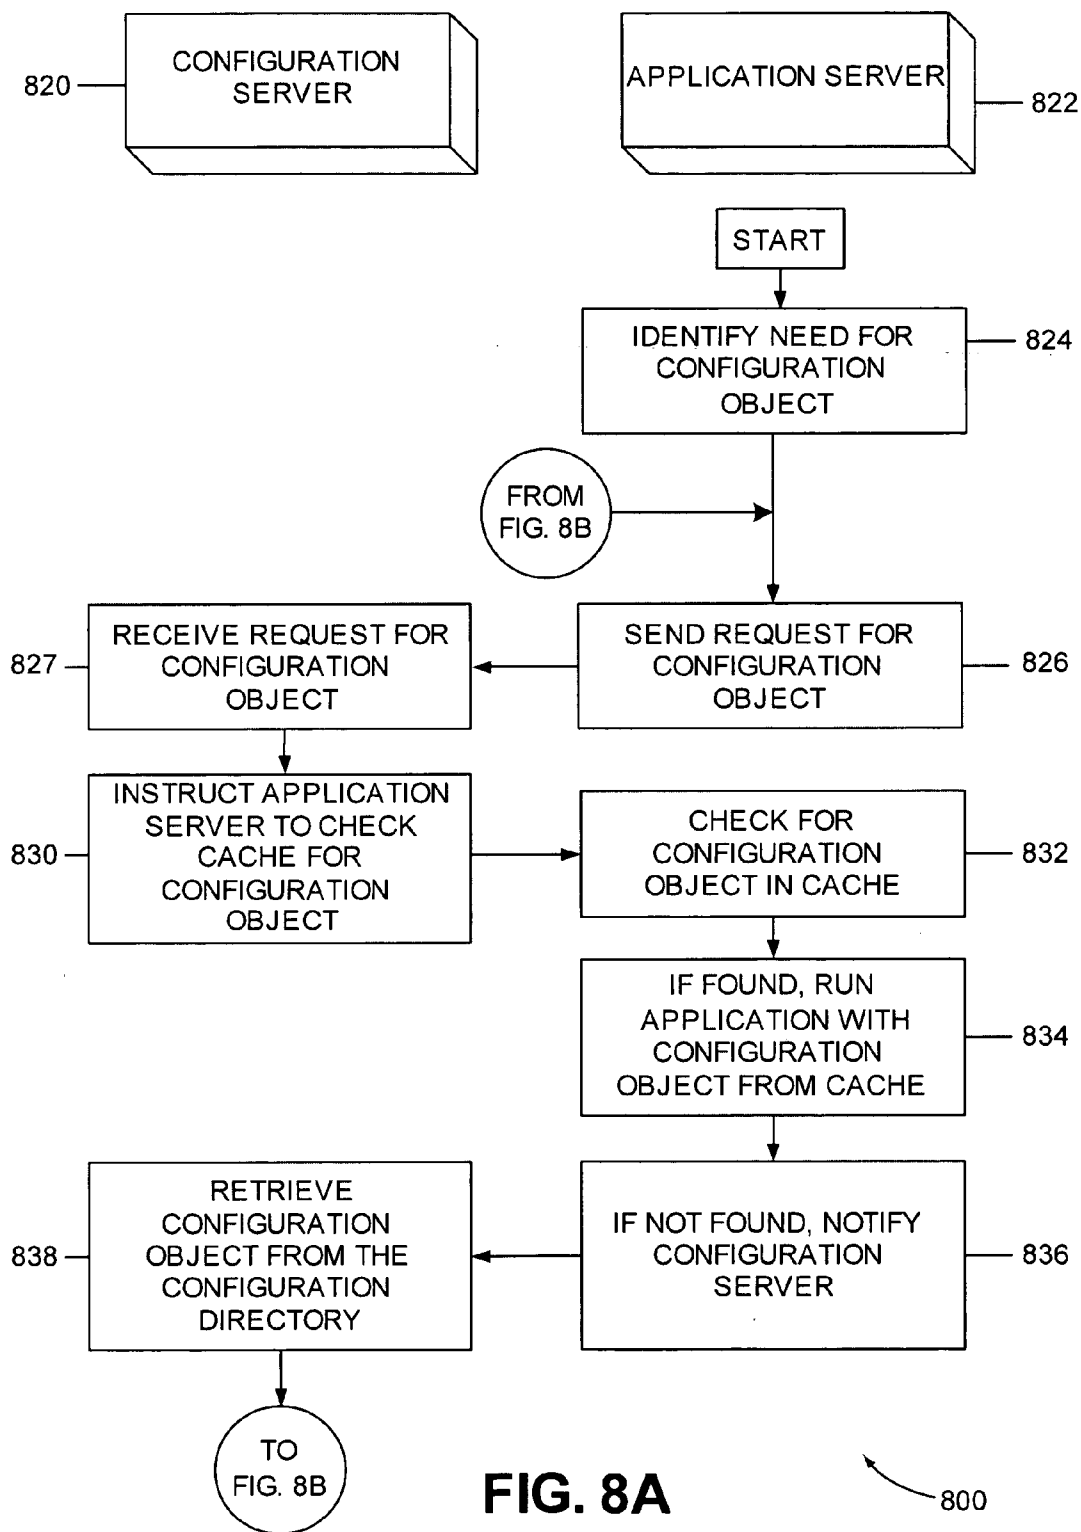 CONFIGURATION
SERVER
820
APPLICATION SERVER
822
START
IDENTIFY NEED FOR
CONFIGURATION
OBJECT
824
FROM
FIG. 8B
RECEIVE REQUEST FOR
CONFIGURATION
OBJECT
827
SEND REQUEST FOR
CONFIGURATION
OBJECT
826
INSTRUCT APPLICATION
SERVER TO CHECK
CACHE FOR
CONFIGURATION
OBJECT
830
CHECK FOR
CONFIGURATION
OBJECT IN CACHE
832
IF FOUND, RUN
APPLICATION WITH
CONFIGURATION
OBJECT FROM CACHE
834
RETRIEVE
CONFIGURATION
OBJECT FROM THE
CONFIGURATION
DIRECTORY
838
IF NOT FOUND, NOTIFY
CONFIGURATION
SERVER
836
TO
FIG. 8B
FIG. 8A
800